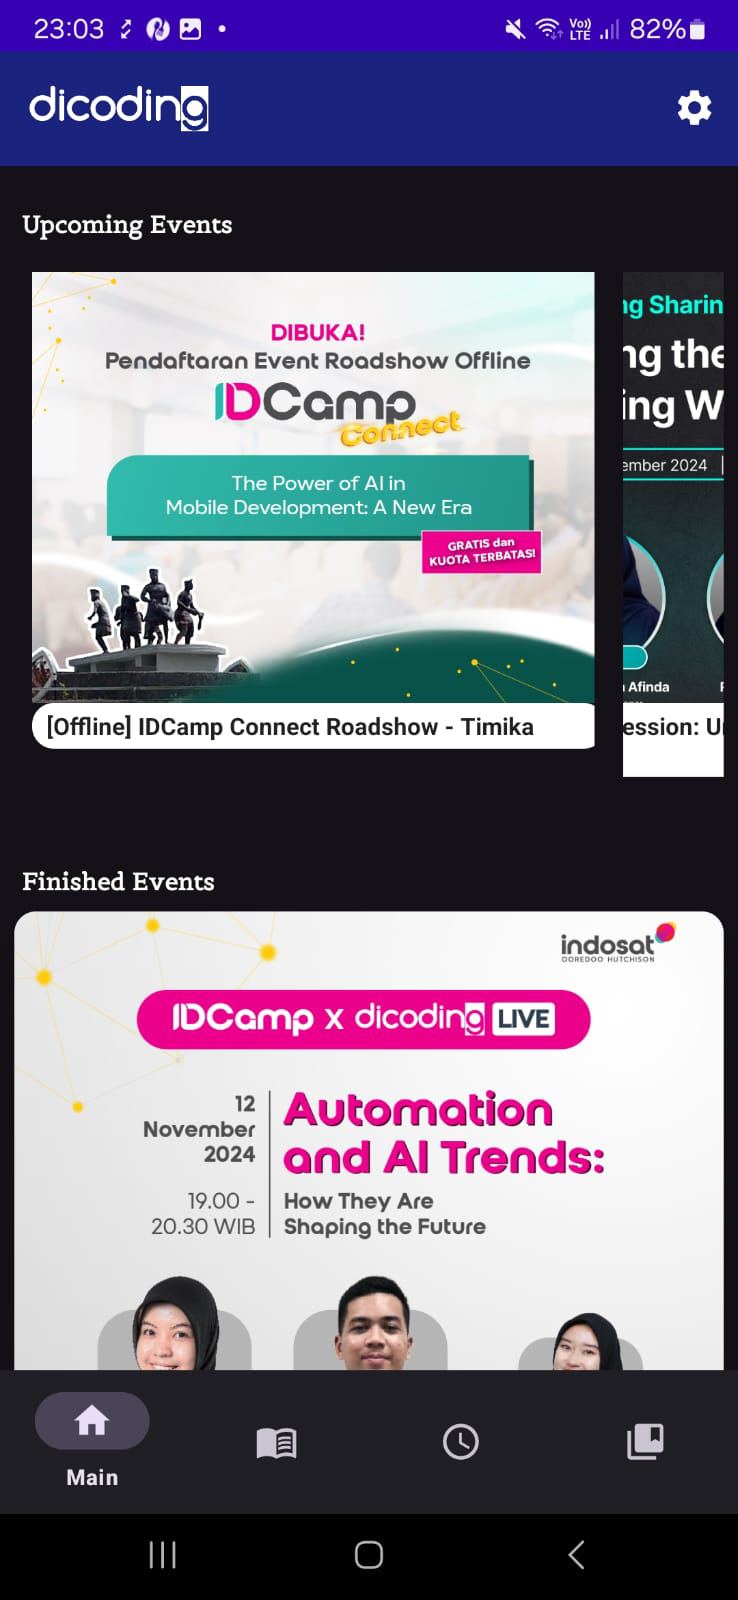 23:03
Vo))
LTE
82%
dicoding
Upcoming Events
DIBUKA!
Pendaftaran Event Roadshow Offline
IDCamp
Connect
The Power of AI in
Mobile Development: A New Era
GRATIS dan
KUOTA TERBATAS!
[Offline] IDCamp Connect Roadshow - Timika
ng Sharin
ng the
ing W
ember 2024 |
Afinda
ession: U
Finished Events
indosat
OOREDOO HUTCHISON
IDCamp x dicoding LIVE
12
November
2024
19.00 -
20.30 WIB
Automation
and AI Trends:
How They Are
Shaping the Future
Main